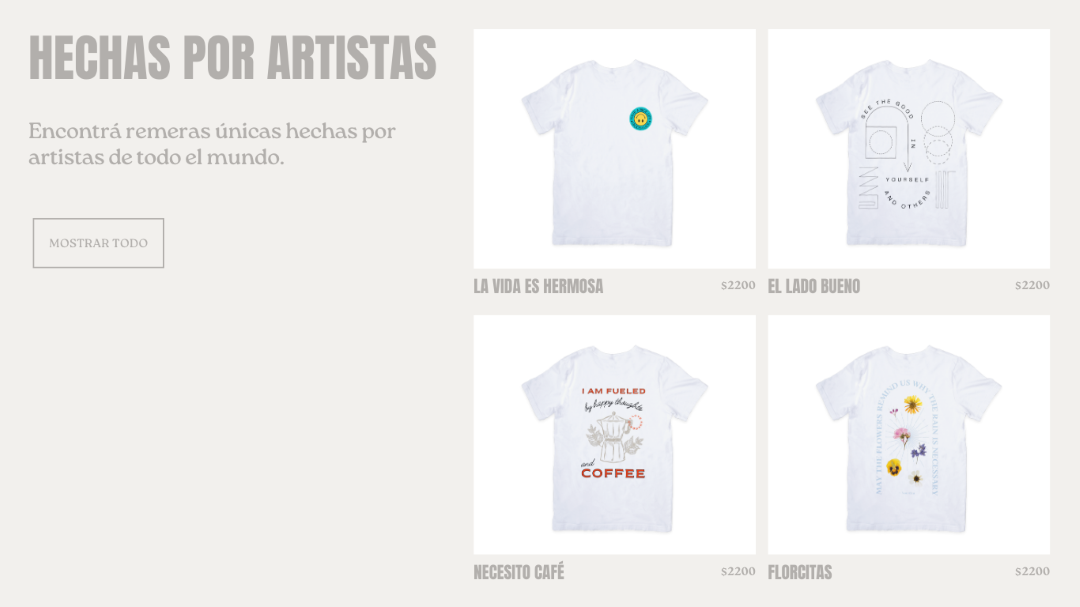 HECHAS POR ARTISTAS
Encontrá remeras únicas hechas por
artistas de todo el mundo.
MOSTRAR TODO
LA VIDA ES HERMOSA
$2200
SEE THE GOOD
IN
YOURSELF
AND OTHERS
EL LADO BUENO
$2200
I AM FUELED
by happy thoughts
and
COFFEE
NECESITO CAFÉ
$2200
MAY THE FLOWERS REMIND US WHY THE RAIN IS NECESSARY
FLORCITAS
$2200